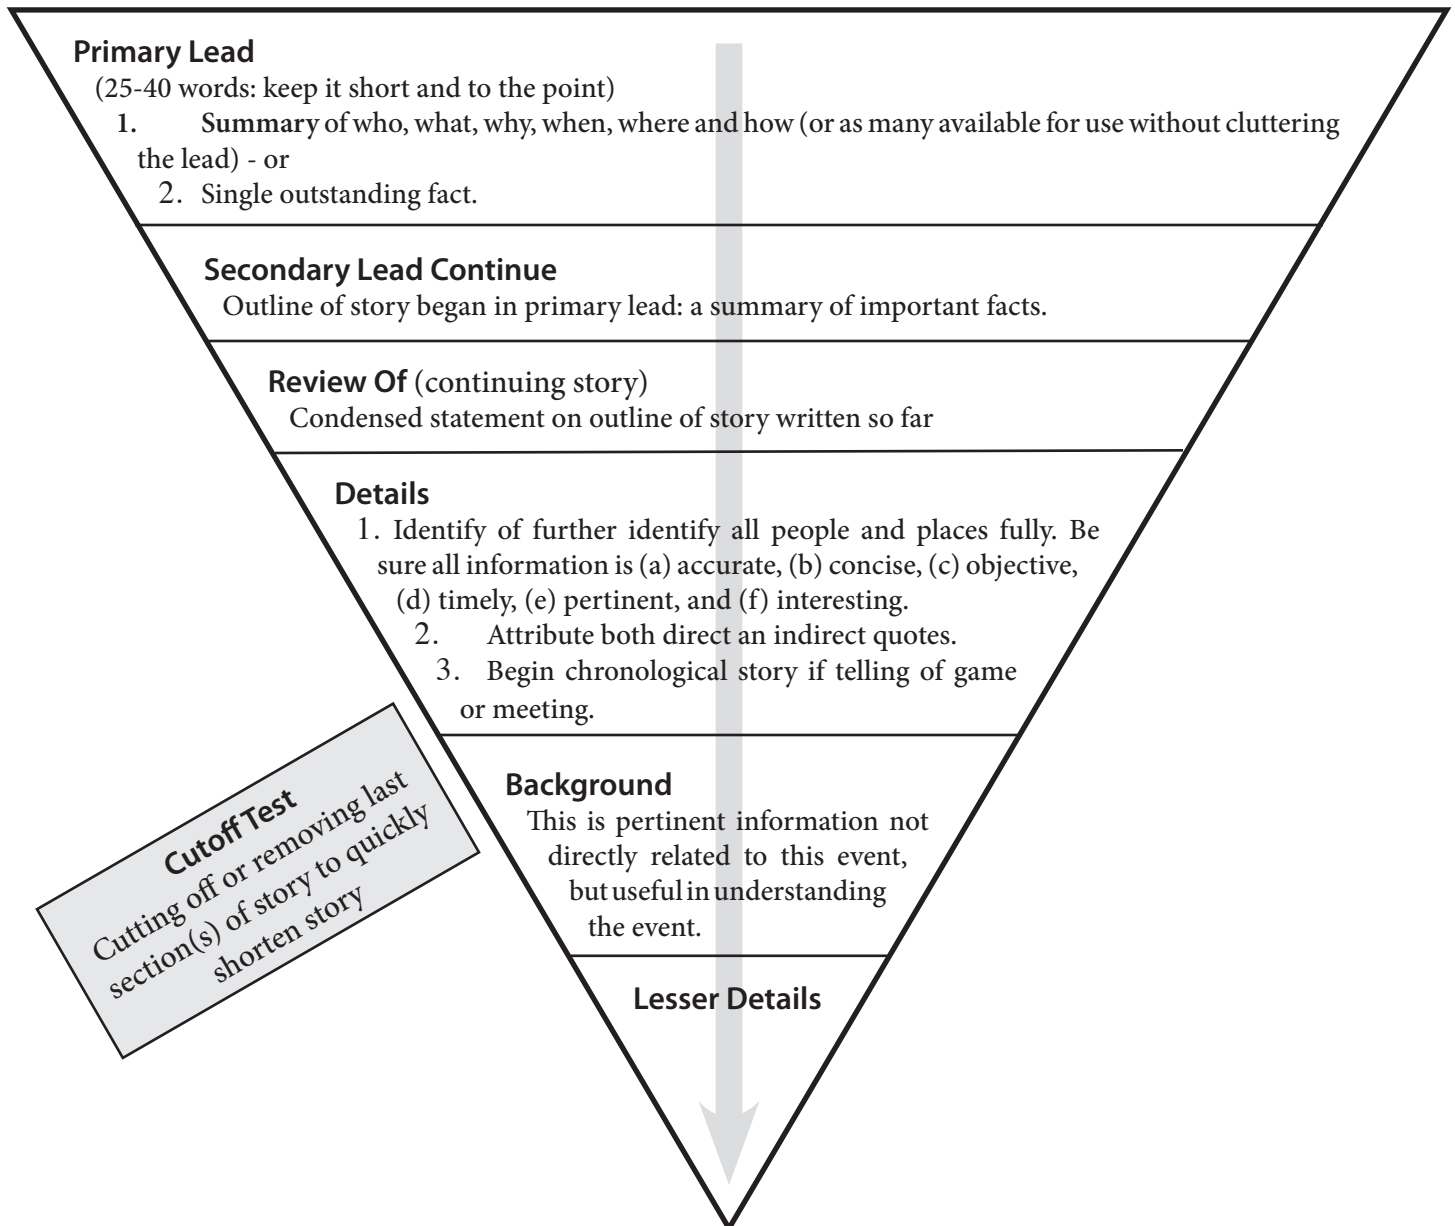 Primary Lead
(25-40 words: keep it short and to the point)
1. Summary of who, what, why, when, where and how (or as many available for use without cluttering
the lead) - or
2. Single outstanding fact.
Secondary Lead Continue
Outline of story began in primary lead: a summary of important facts.
Review Of (continuing story)
Condensed statement on outline of story written so far
Details
1. Identify of further identify all people and places fully. Be
sure all information is (a) accurate, (b) concise, (c) objective,
(d) timely, (e) pertinent, and (f) interesting.
2. Attribute both direct an indirect quotes.
3. Begin chronological story if telling of game
or meeting.
Background
This is pertinent information not
directly related to this event,
but useful in understanding
the event.
Lesser Details
Cutoff Test
Cutting off or removing last
section(s) of story to quickly
shorten story